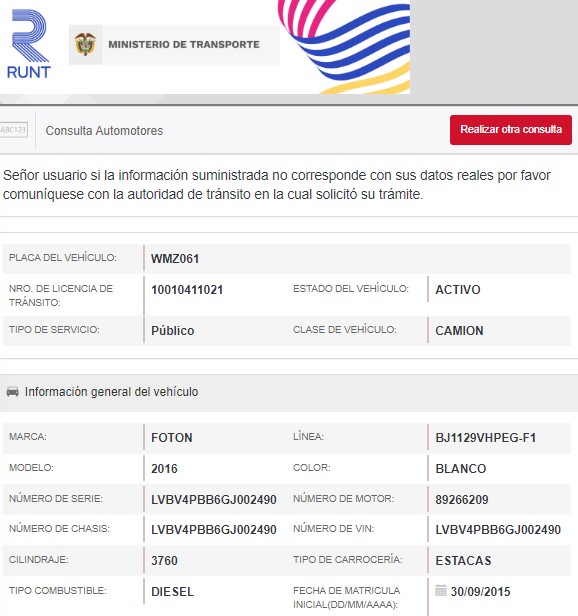 RUNT
MINISTERIO DE TRANSPORTE
ABC123
Consulta Automotores
Realizar otra consulta
Señor usuario si la información suministrada no corresponde con sus datos reales por favor
comuníquese con la autoridad de tránsito en la cual solicitó su trámite.
PLACA DEL VEHÍCULO: WMZ061
NRO. DE LICENCIA DE
TRÁNSITO: 10010411021 ESTADO DEL VEHÍCULO: ACTIVO
TIPO DE SERVICIO: Público CLASE DE VEHÍCULO: CAMION
Información general del vehículo
MARCA: FOTON LÍNEA: BJ1129VHPEG-F1
MODELO: 2016 COLOR: BLANCO
NÚMERO DE SERIE: LVBV4PBB6GJ002490 NÚMERO DE MOTOR: 89266209
NÚMERO DE CHASIS: LVBV4PBB6GJ002490 NÚMERO DE VIN: LVBV4PBB6GJ002490
CILINDRAJE: 3760 TIPO DE CARROCERÍA: ESTACAS
TIPO COMBUSTIBLE: DIESEL FECHA DE MATRICULA
INICIAL(DD/MM/AAAA): 30/09/2015